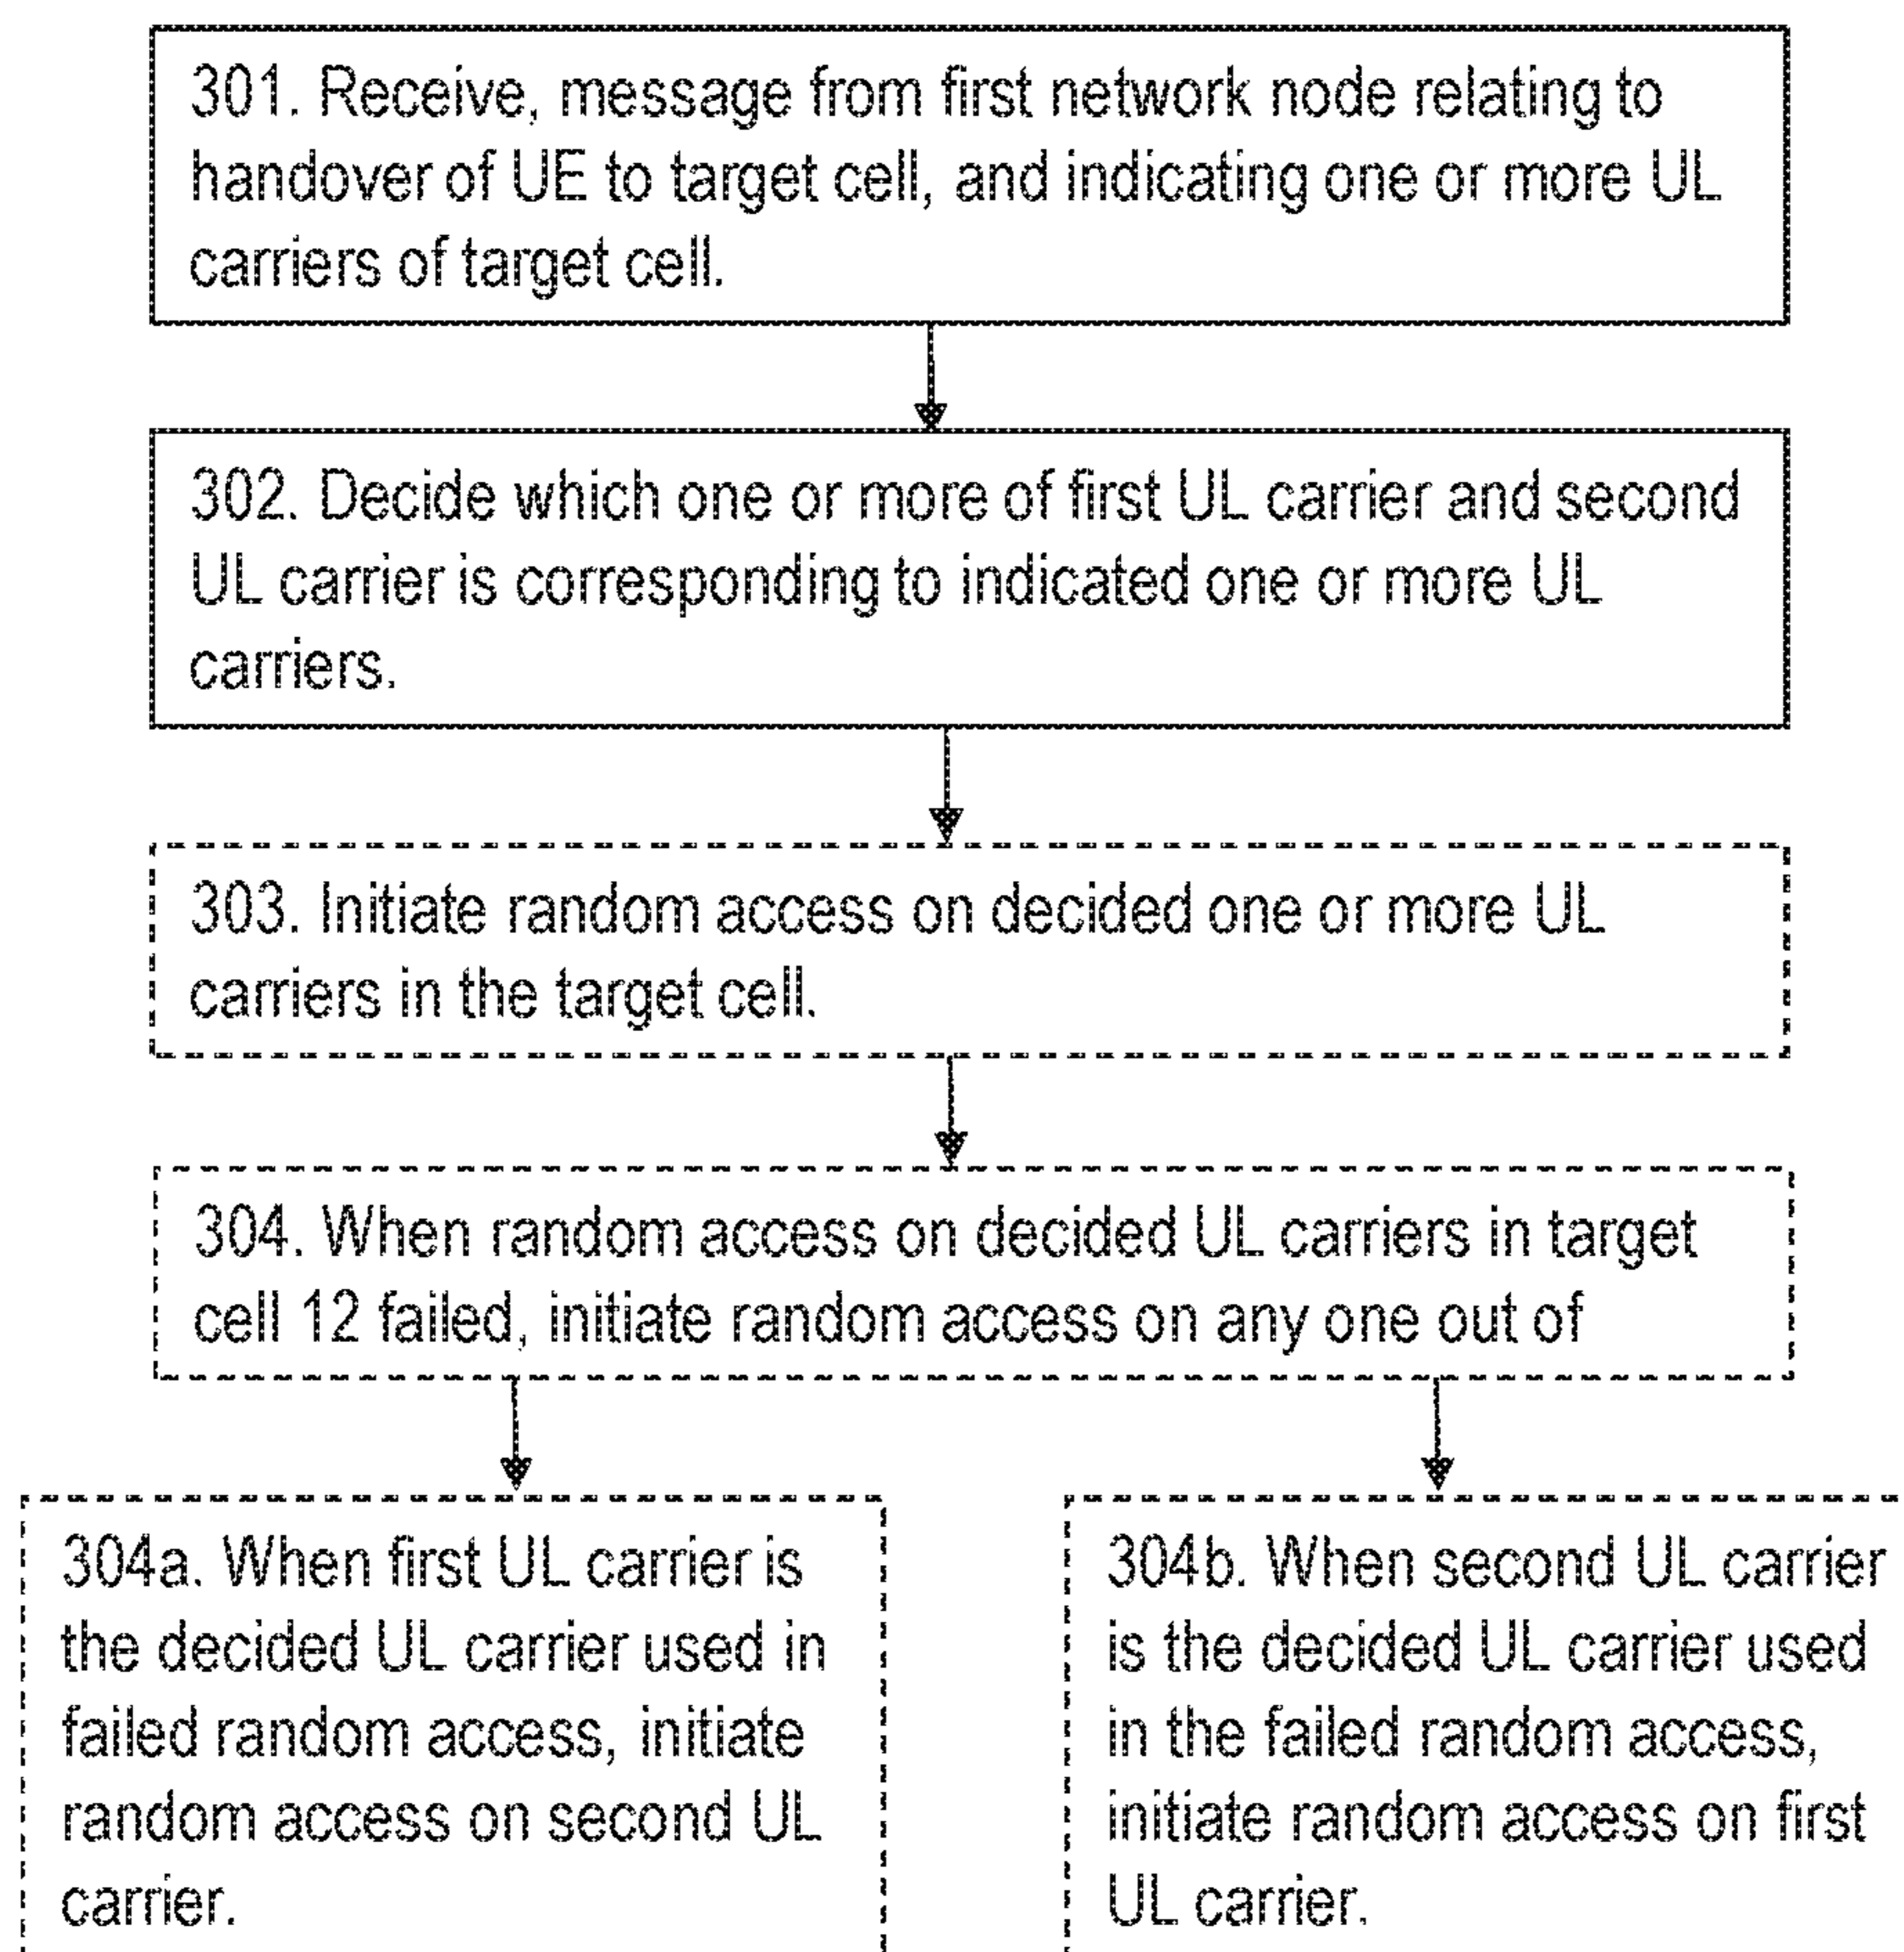 301. Receive, message from first network node relating to
handover of UE to target cell, and indicating one or more UL
carriers of target cell.
302. Decide which one or more of first UL carrier and second
UL carrier is corresponding to indicated one or more UL
carriers.
303. Initiate random access on decided one or more UL
carriers in the target cell.
304. When random access on decided UL carriers in target
cell 12 failed, initiate random access on any one out of
304a. When first UL carrier is
the decided UL carrier used in
failed random access, initiate
random access on second UL
carrier.
304b. When second UL carrier
is the decided UL carrier used
in the failed random access,
initiate random access on first
UL carrier.